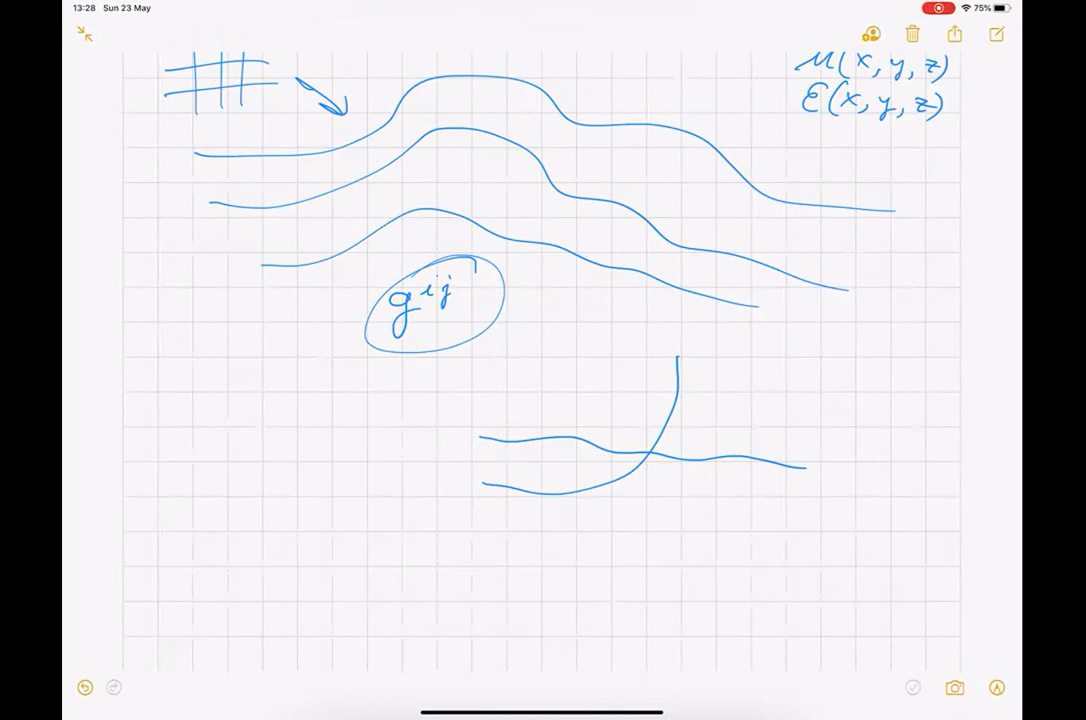 13:28 Sun 23 May
75%
μ(x, y, z)
ε(x, y, z)
g^{ij}